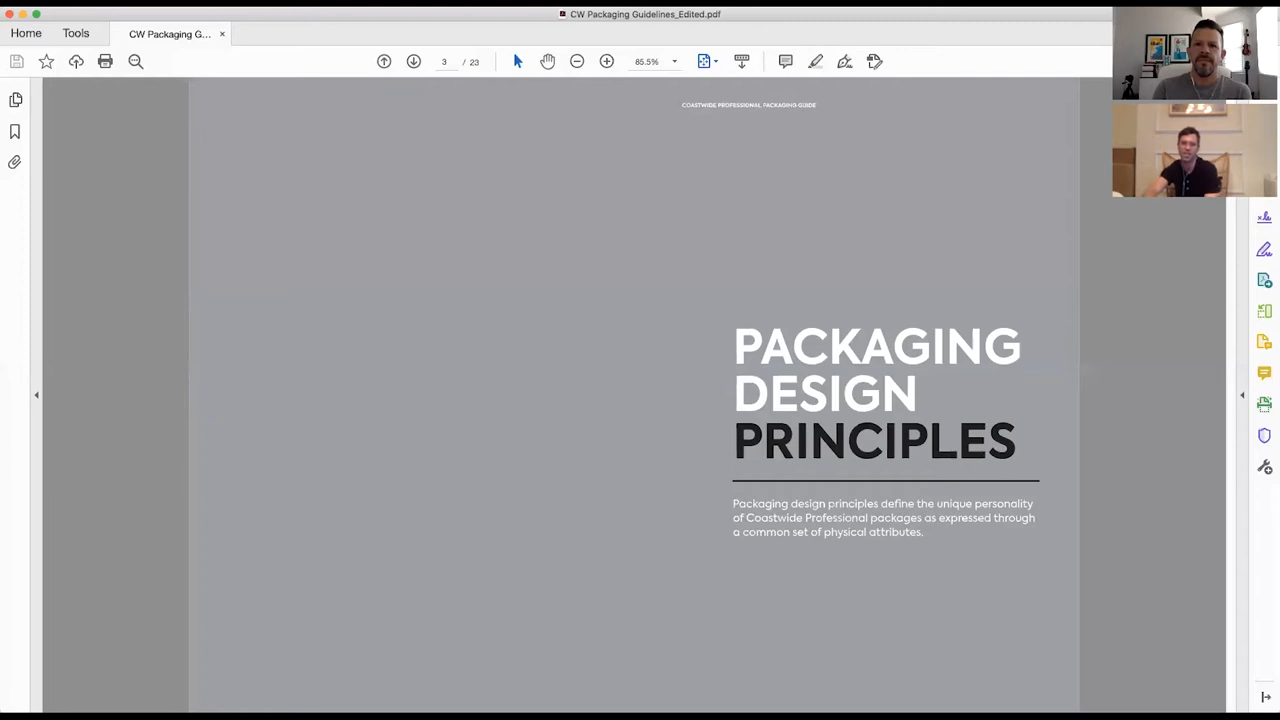 CW Packaging Guidelines_Edited.pdf
Home
Tools
CW Packaging G...
3 / 23
85.5%
COASTWIDE PROFESSIONAL PACKAGING GUIDE
PACKAGING
DESIGN
PRINCIPLES
Packaging design principles define the unique personality
of Coastwide Professional packages as expressed through
a common set of physical attributes.